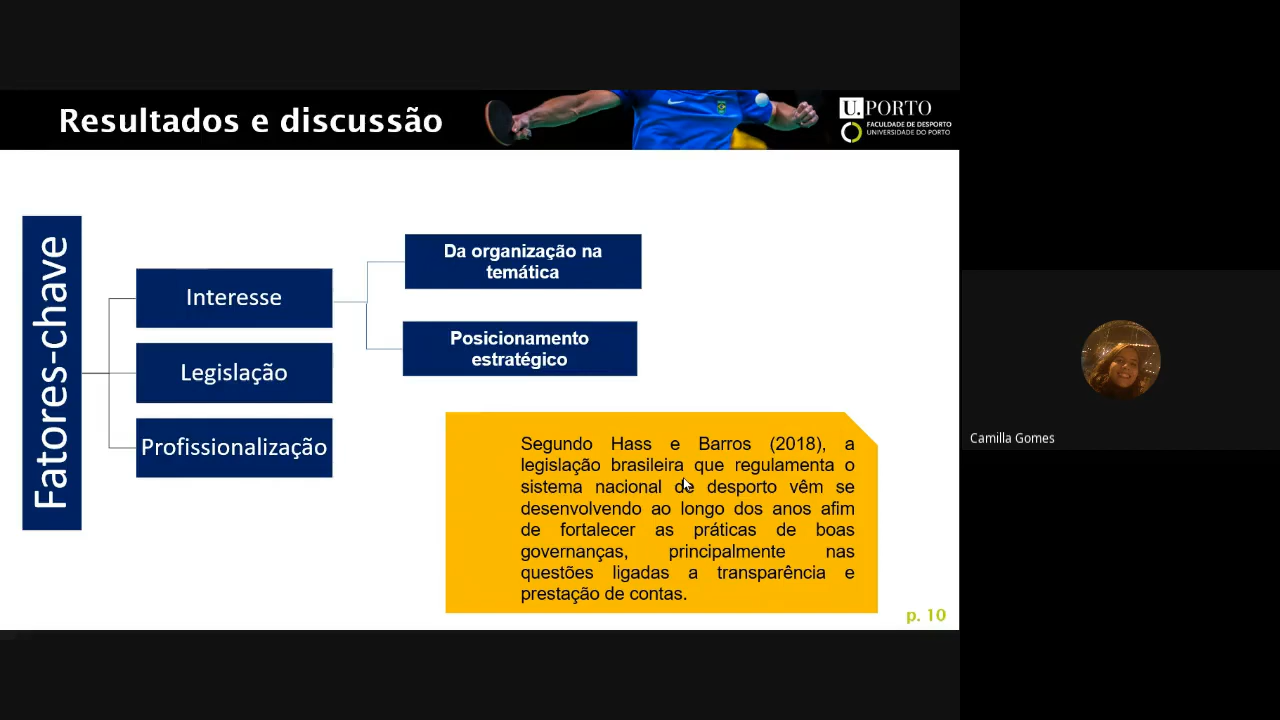 Resultados e discussão
U. PORTO
FACULDADE DE DESPORTO
UNIVERSIDADE DO PORTO
Fatores-chave
Interesse
Legislação
Profissionalização
Da organização na
temática
Posicionamento
estratégico
Segundo Hass e Barros (2018), a
legislação brasileira que regulamenta o
sistema nacional de desporto vêm se
desenvolvendo ao longo dos anos afim
de fortalecer as práticas de boas
governanças, principalmente nas
questões ligadas a transparência e
prestação de contas.
p. 10
Camilla Gomes